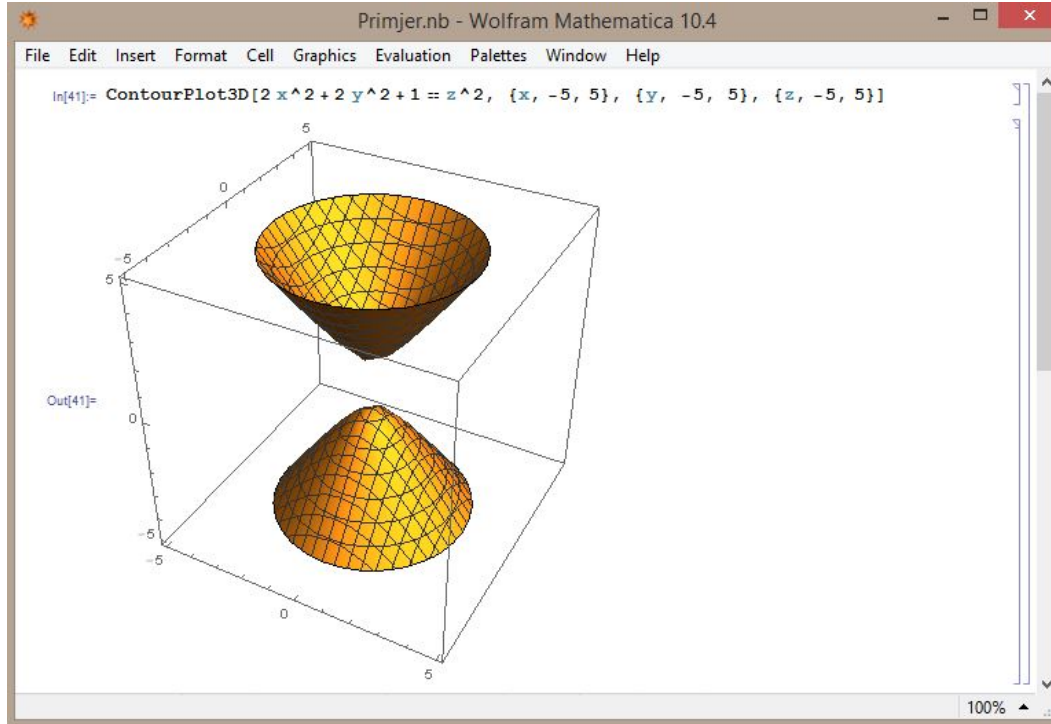 Primjer.nb - Wolfram Mathematica 10.4
File Edit Insert Format Cell Graphics Evaluation Palettes Window Help
In[41]:= ContourPlot3D[2 x^2 + 2 y^2 + 1 == z^2, {x, -5, 5}, {y, -5, 5}, {z, -5, 5}]
5
0
-5
5
Out[41]=
0
-5
-5
0
5
100%